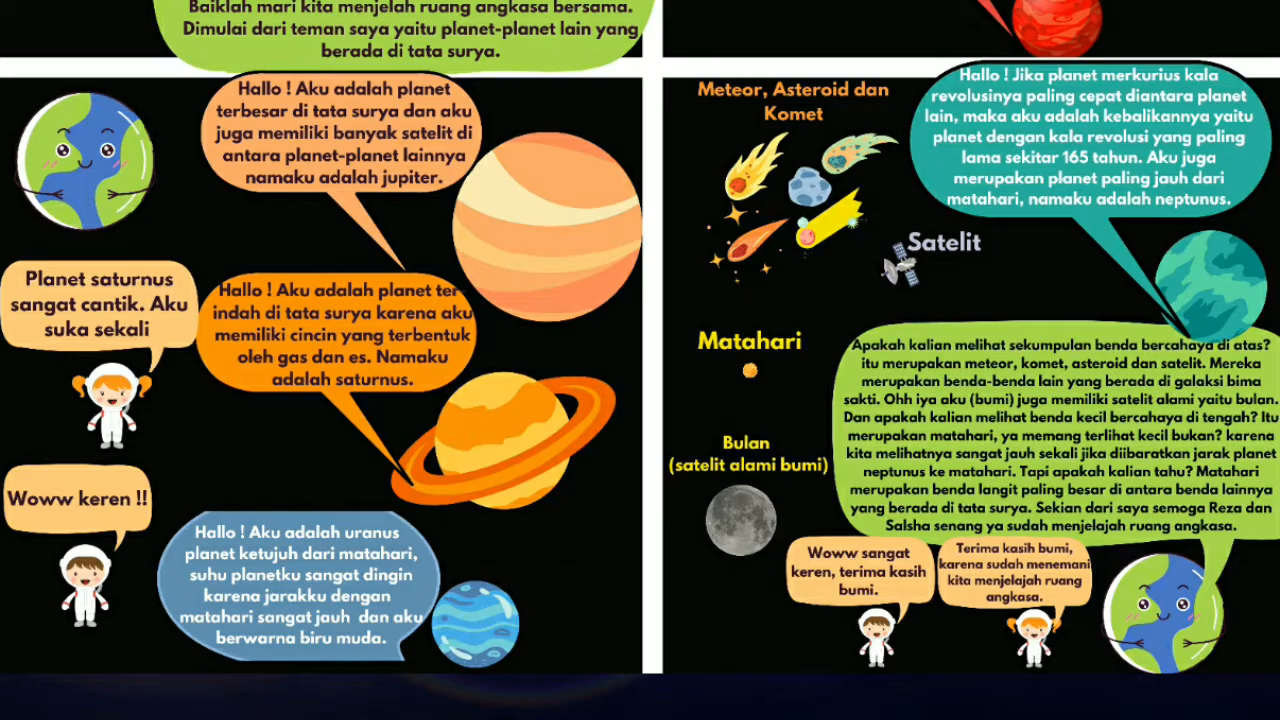 Baiklah mari kita menjelah ruang angkasa bersama.
Dimulai dari teman saya yaitu planet-planet lain yang
berada di tata surya.
Hallo ! Aku adalah planet
terbesar di tata surya dan aku
juga memiliki banyak satelit di
antara planet-planet lainnya
namaku adalah jupiter.
Planet saturnus
sangat cantik. Aku
suka sekali
Hallo ! Aku adalah planet ter-
indah di tata surya karena aku
memiliki cincin yang terbentuk
oleh gas dan es. Namaku
adalah saturnus.
Woww keren !!
Hallo ! Aku adalah uranus
planet ketujuh dari matahari,
suhu planetku sangat dingin
karena jarakku dengan
matahari sangat jauh dan aku
berwarna biru muda.
Meteor, Asteroid dan
Komet
Hallo ! Jika planet merkurius kala
revolusinya paling cepat diantara planet
lain, maka aku adalah kebalikannya yaitu
planet dengan kala revolusi yang paling
lama sekitar 165 tahun. Aku juga
merupakan planet paling jauh dari
matahari, namaku adalah neptunus.
Satelit
Matahari
Bulan
(satelit alami bumi)
Apakah kalian melihat sekumpulan benda bercahaya di atas?
itu merupakan meteor, komet, asteroid dan satelit. Mereka
merupakan benda-benda lain yang berada di galaksi bima
sakti. Ohh iya aku (bumi) juga memiliki satelit alami yaitu bulan.
Dan apakah kalian melihat benda kecil bercahaya di tengah? Itu
merupakan matahari, ya memang terlihat kecil bukan? karena
kita melihatnya sangat jauh sekali jika diibaratkan jarak planet
neptunus ke matahari. Tapi apakah kalian tahu? Matahari
merupakan benda langit paling besar di antara benda lainnya
yang berada di tata surya. Sekian dari saya semoga Reza dan
Salsha senang ya sudah menjelajah ruang angkasa.
Woww sangat
keren, terima kasih
bumi.
Terima kasih bumi,
karena sudah menemani
kita menjelajah ruang
angkasa.